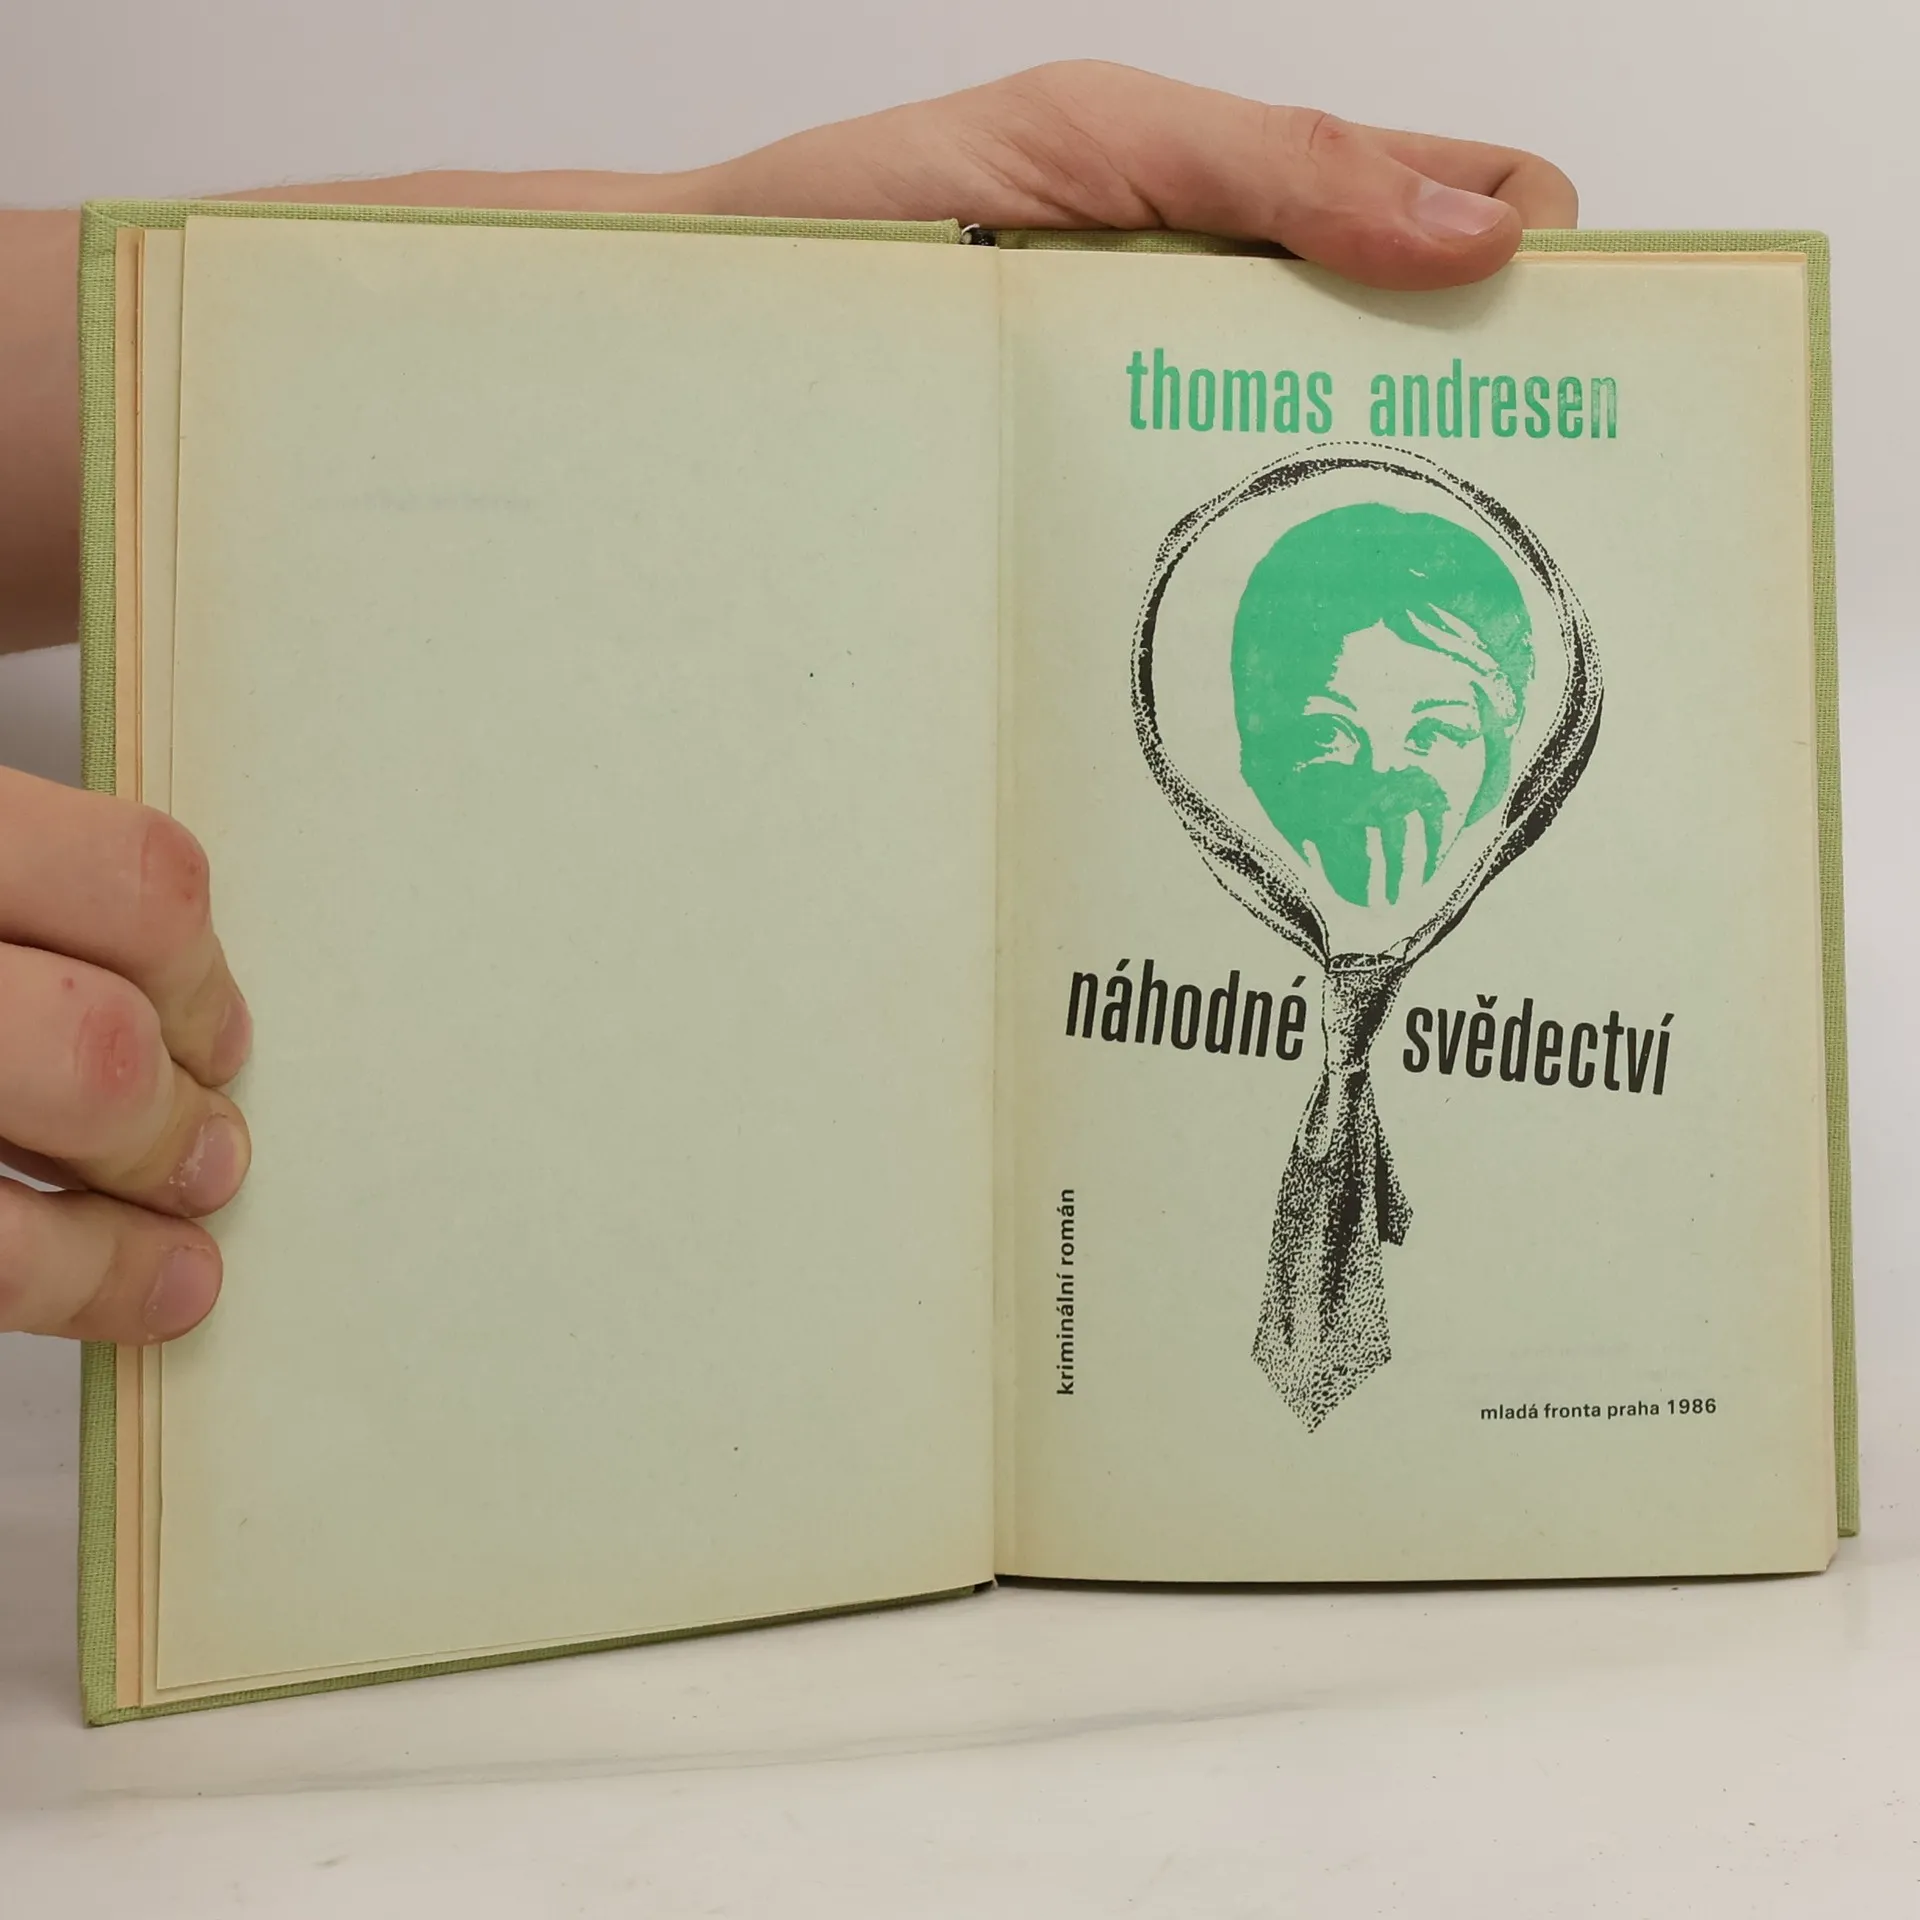 thomas andresen
náhodné svědectví
kriminální román
mladá fronta praha 1986